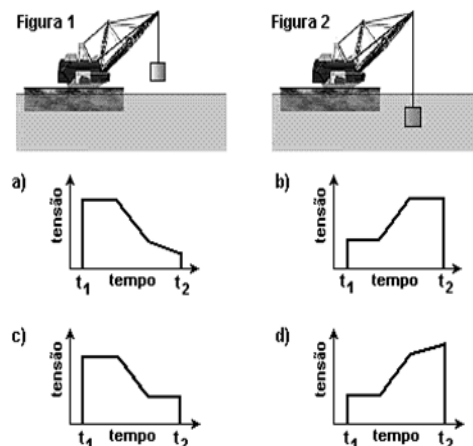 Figura 1
Figura 2
a)
tensão
t1
tempo
t2
b)
tensão
t1
tempo
t2
c)
tensão
t1
tempo
t2
d)
tensão
t1
tempo
t2